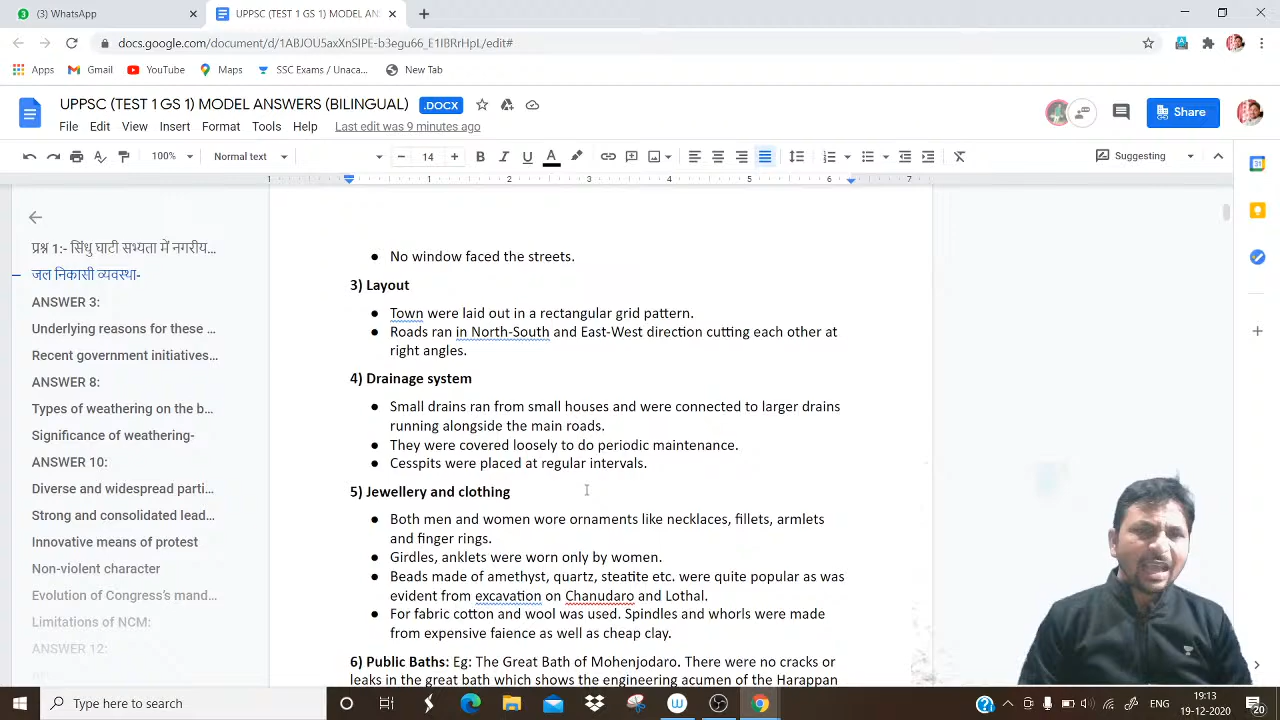 WhatsApp
UPPSC (TEST 1 GS 1) MODEL AN
docs.google.com/document/d/1ABJOU5axXnSIPE-b3egu66_E1IBRrHpL/edit#
Apps Gmail YouTube Maps SSC Exams / Unaca... New Tab
UPPSC (TEST 1 GS 1) MODEL ANSWERS (BILINGUAL) .DOCX
Share
File Edit View Insert Format Tools Help Last edit was 9 minutes ago
100% Normal text 14 Suggesting
1 1 2 3 4 5 6 7
31
प्रश्न 1:- सिंधु घाटी सभ्यता में नगरीय...
जल निकासी व्यवस्था-
ANSWER 3:
Underlying reasons for these ...
Recent government initiatives...
ANSWER 8:
Types of weathering on the b...
Significance of weathering-
ANSWER 10:
Diverse and widespread parti...
Strong and consolidated lead...
Innovative means of protest
Non-violent character
Evolution of Congress's mand...
Limitations of NCM:
ANSWER 12:
No window faced the streets.
3) Layout
Town were laid out in a rectangular grid pattern.
Roads ran in North-South and East-West direction cutting each other at
right angles.
4) Drainage system
Small drains ran from small houses and were connected to larger drains
running alongside the main roads.
They were covered loosely to do periodic maintenance.
Cesspits were placed at regular intervals.
5) Jewellery and clothing
Both men and women wore ornaments like necklaces, fillets, armlets
and finger rings.
Girdles, anklets were worn only by women.
Beads made of amethyst, quartz, steatite etc. were quite popular as was
evident from excavation on Chanudaro and Lothal.
For fabric cotton and wool was used. Spindles and whorls were made
from expensive faience as well as cheap clay.
6) Public Baths: Eg: The Great Bath of Mohenjodaro. There were no cracks or
leaks in the great bath which shows the engineering acumen of the Harappan
Type here to search
ENG
19:13
19-12-2020
20